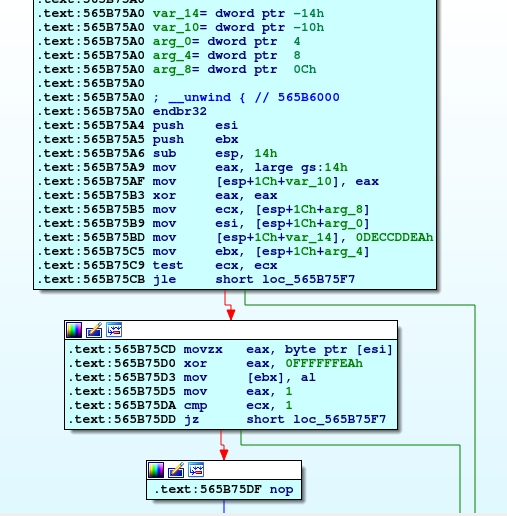 .text:565B75A0
.text:565B75A0 var_14= dword ptr -14h
.text:565B75A0 var_10= dword ptr -10h
.text:565B75A0 arg_0= dword ptr  4
.text:565B75A0 arg_4= dword ptr  8
.text:565B75A0 arg_8= dword ptr  0Ch
.text:565B75A0
.text:565B75A0 ; __unwind { // 565B6000
.text:565B75A0 endbr32
.text:565B75A4 push    esi
.text:565B75A5 push    ebx
.text:565B75A6 sub     esp, 14h
.text:565B75A9 mov     eax, large gs:14h
.text:565B75AF mov     [esp+1Ch+var_10], eax
.text:565B75B3 xor     eax, eax
.text:565B75B5 mov     ecx, [esp+1Ch+arg_8]
.text:565B75B9 mov     esi, [esp+1Ch+arg_0]
.text:565B75BD mov     [esp+1Ch+var_14], 0DECCDDEAh
.text:565B75C5 mov     ebx, [esp+1Ch+arg_4]
.text:565B75C9 test    ecx, ecx
.text:565B75CB jle     short loc_565B75F7
.text:565B75CD movzx   eax, byte ptr [esi]
.text:565B75D0 xor     eax, 0FFFFFFEAh
.text:565B75D3 mov     [ebx], al
.text:565B75D5 mov     eax, 1
.text:565B75DA cmp     ecx, 1
.text:565B75DD jz      short loc_565B75F7
.text:565B75DF nop